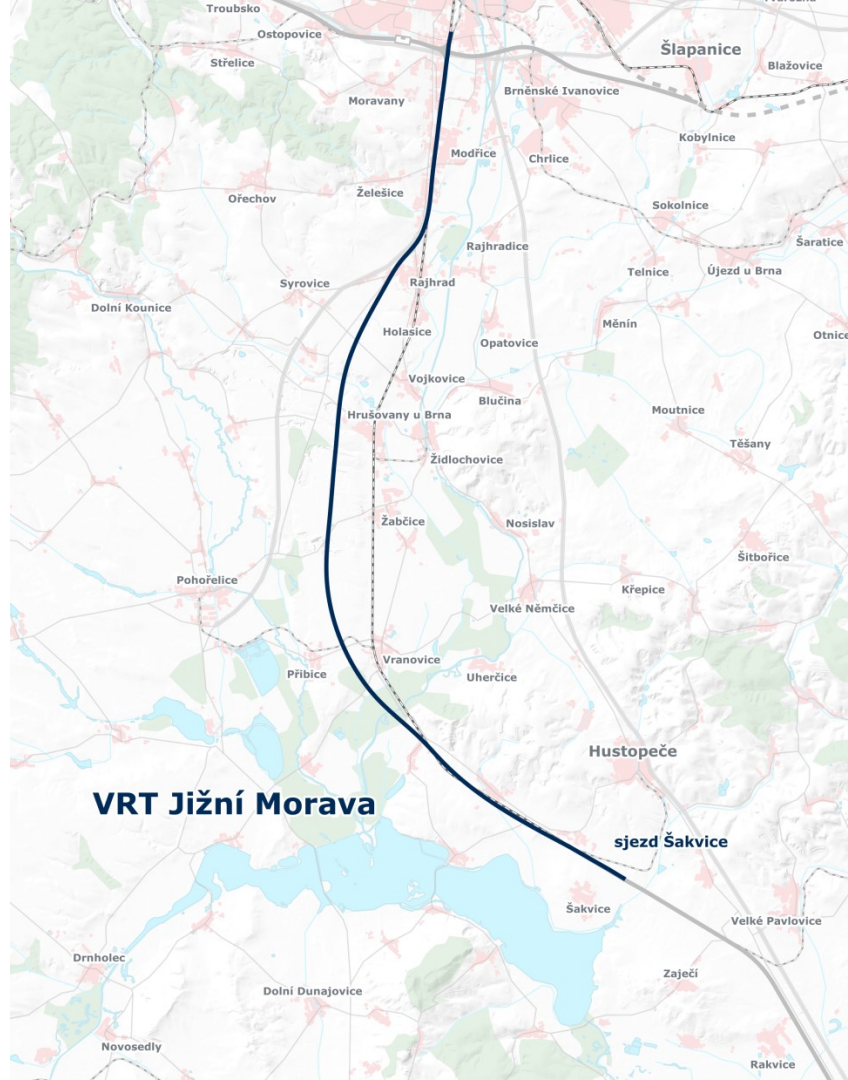 Troubsko
Ostopovice
Střelice
Šlapanice
Blažovice
Moravany
Brněnské Ivanovice
Kobylnice
Modřice
Chrlice
Želešice
Ořechov
Sokolnice
Rajhradice
Šaratice
Telnice
Újezd u Brna
Syrovice
Rajhrad
Dolní Kounice
Měnín
Holasice
Otnice
Opatovice
Vojkovice
Blučina
Hrušovany u Brna
Moutnice
Těšany
Židlochovice
Žabčice
Nosislav
Šitbořice
Pohořelice
Křepice
Velké Němčice
Vranovice
Přibice
Uherčice
Hustopeče
VRT Jižní Morava
sjezd Šakvice
Šakvice
Velké Pavlovice
Drnholec
Zaječí
Dolní Dunajovice
Novosedly
Rakvice